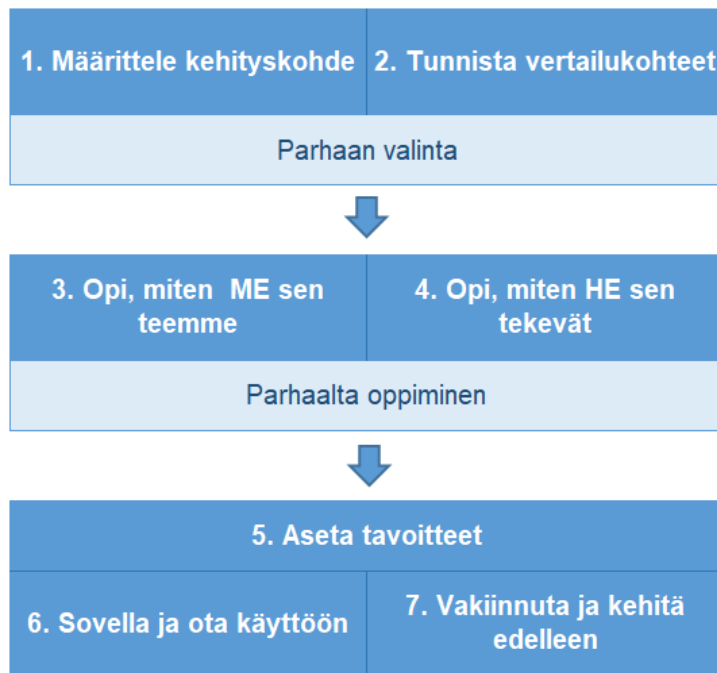 1. Määrittele kehityskohde
2. Tunnista vertailukohteet
Parhaan valinta
3. Opi, miten ME sen
teemme
4. Opi, miten HE sen
tekevät
Parhaalta oppiminen
5. Aseta tavoitteet
6. Sovella ja ota käyttöön
7. Vakiinnuta ja kehitä
edelleen